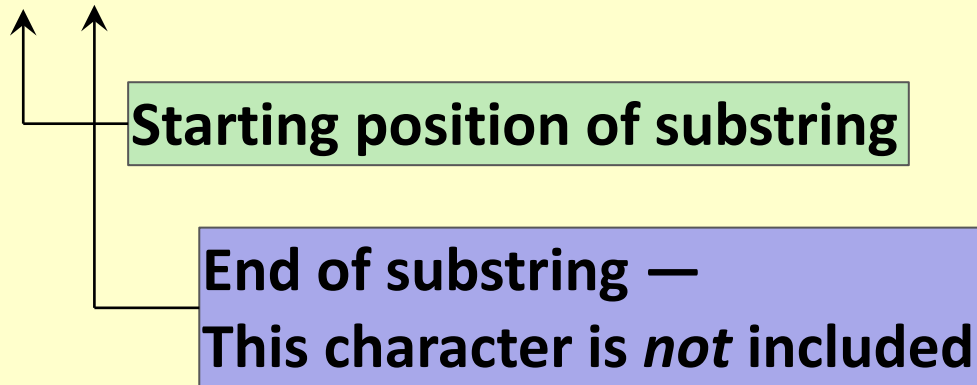 Starting position of substring
End of substring —
This character is not included